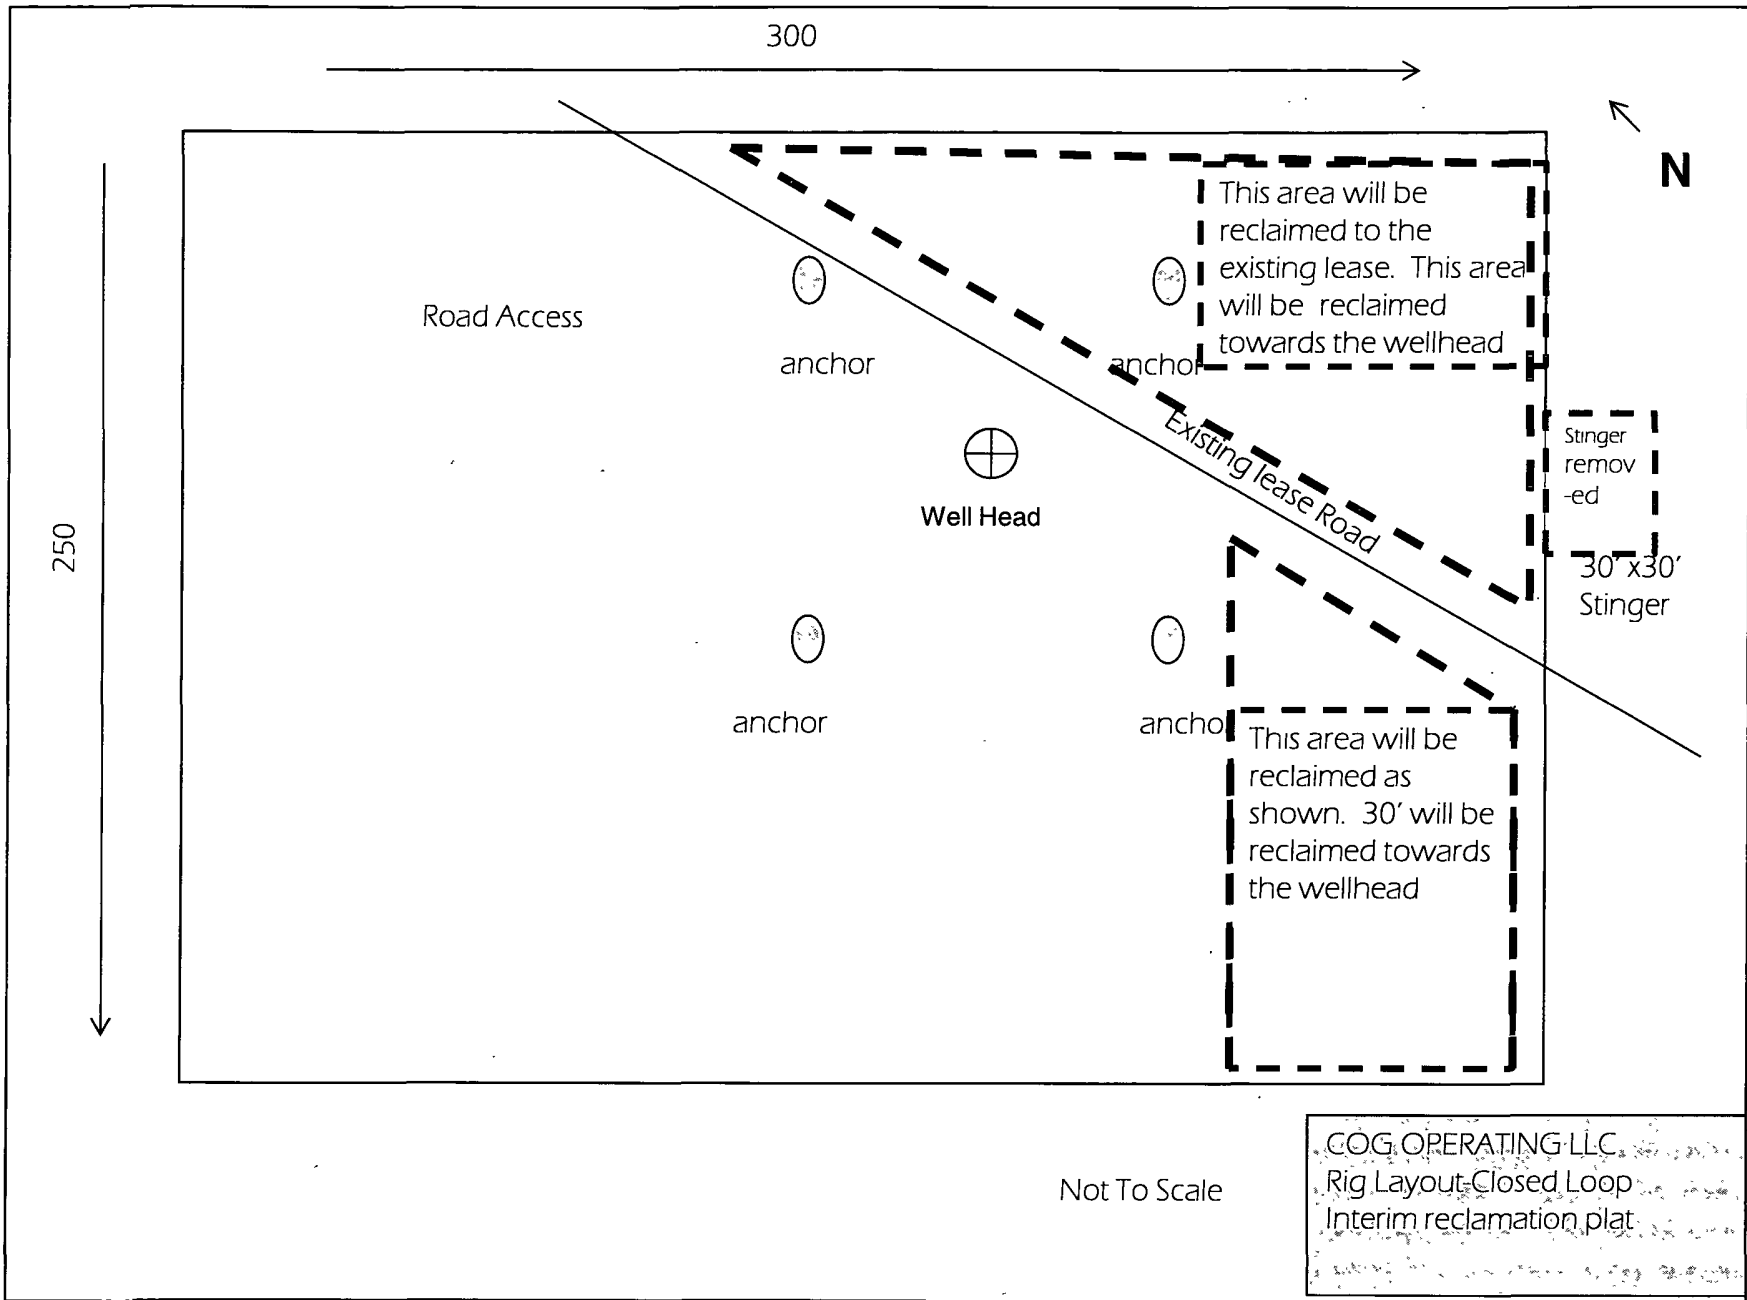 300
N
This area will be
reclaimed to the
existing lease. This area
will be reclaimed
towards the wellhead
Road Access
anchor
anchor
Existing lease Road
Stinger
remov
-ed
30' x30'
Stinger
Well Head
250
anchor
ancho
This area will be
reclaimed as
shown. 30' will be
reclaimed towards
the wellhead
Not To Scale
COG OPERATING LLC
Rig Layout-Closed Loop
Interim reclamation plat